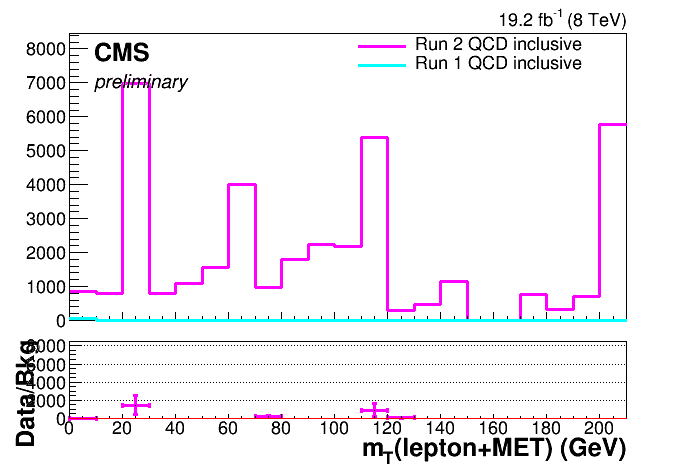 19.2 fb-1 (8 TeV)
CMS
preliminary
Run 2 QCD inclusive
Run 1 QCD inclusive
8000
7000
6000
5000
4000
3000
2000
1000
0
Data/Bkg
8000
6000
4000
2000
0
0 20 40 60 80 100 120 140 160 180 200
mT(lepton+MET) (GeV)